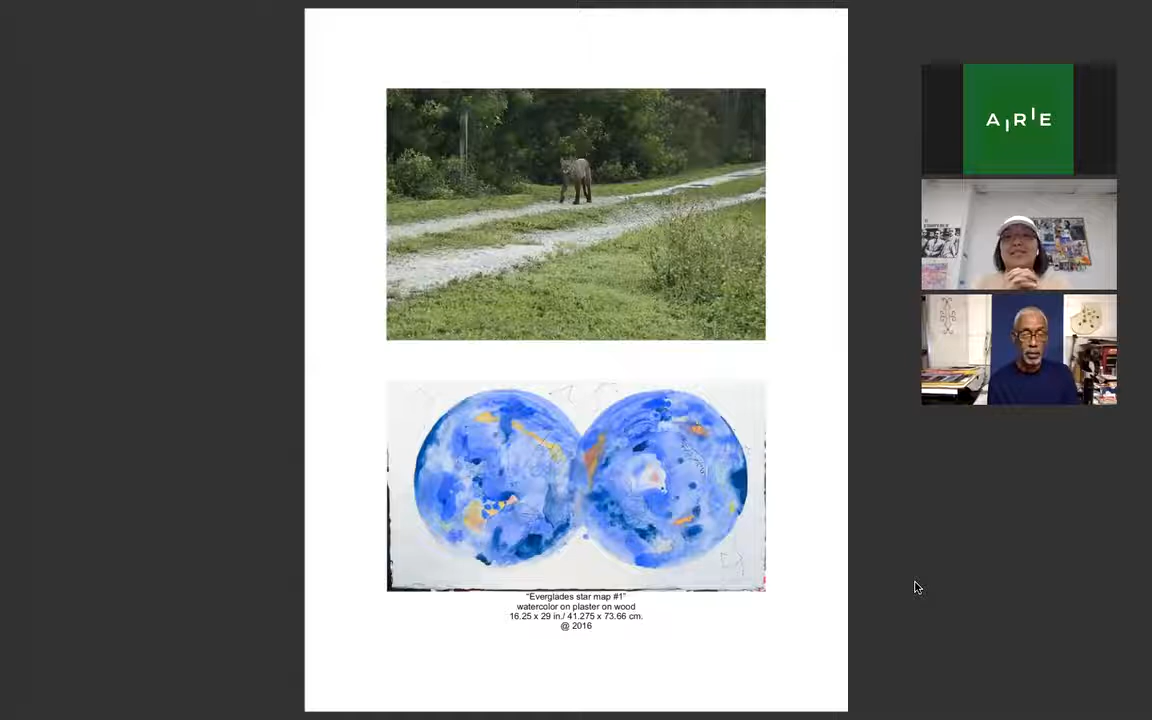 “Everglades star map #1”
watercolor on plaster on wood
16.25 x 29 in./ 41.275 x 73.66 cm.
@ 2016
AIRIE